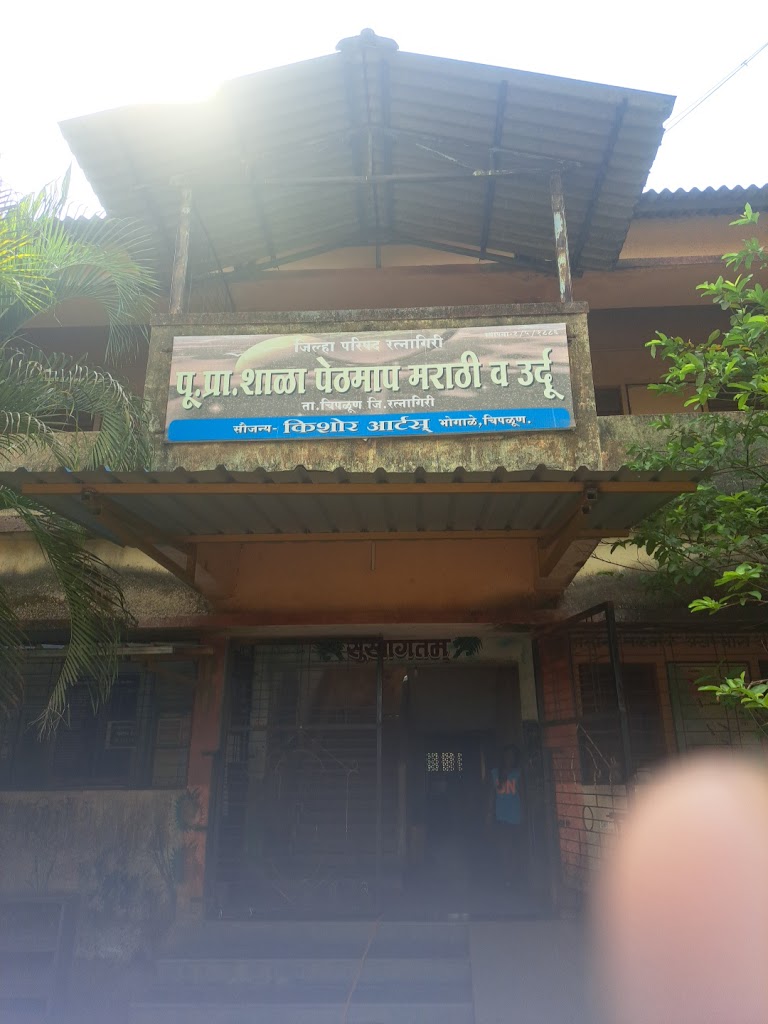 जिल्हा परिषद रत्नागिरी
पू.प्रा.शाळा पेठमाप मराठी व उर्दू
ता.चिपळूण जि.रत्नागिरी
सौजन्य- किशोर आर्टस् भोगाळे,चिपळूण.
सुस्वागतम